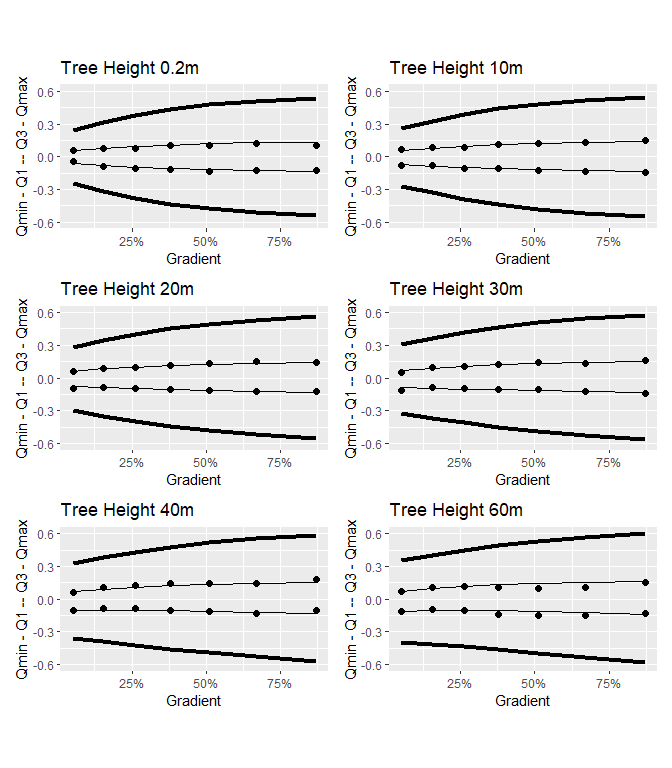 Tree Height 0.2m
Qmin - Q1 -- Q3 - Qmax
0.6
0.3
0.0
-0.3
-0.6
25% 50% 75%
Gradient
Tree Height 10m
Qmin - Q1 -- Q3 - Qmax
0.6
0.3
0.0
-0.3
-0.6
25% 50% 75%
Gradient
Tree Height 20m
Qmin - Q1 -- Q3 - Qmax
0.6
0.3
0.0
-0.3
-0.6
25% 50% 75%
Gradient
Tree Height 30m
Qmin - Q1 -- Q3 - Qmax
0.6
0.3
0.0
-0.3
-0.6
25% 50% 75%
Gradient
Tree Height 40m
Qmin - Q1 -- Q3 - Qmax
0.6
0.3
0.0
-0.3
-0.6
25% 50% 75%
Gradient
Tree Height 60m
Qmin - Q1 -- Q3 - Qmax
0.6
0.3
0.0
-0.3
-0.6
25% 50% 75%
Gradient